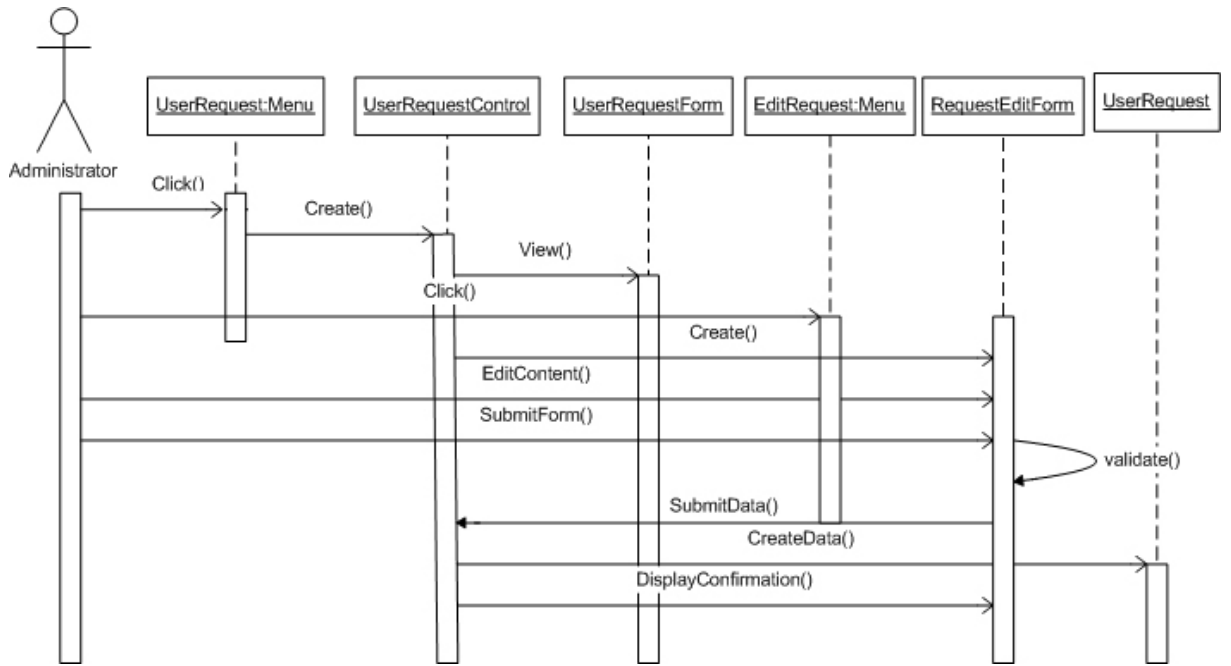 UserRequest:Menu
UserRequestControl
UserRequestForm
EditRequest:Menu
RequestEditForm
UserRequest
Administrator
Click()
Create()
View()
Click()
Create()
EditContent()
SubmitForm()
validate()
SubmitData()
CreateData()
DisplayConfirmation()